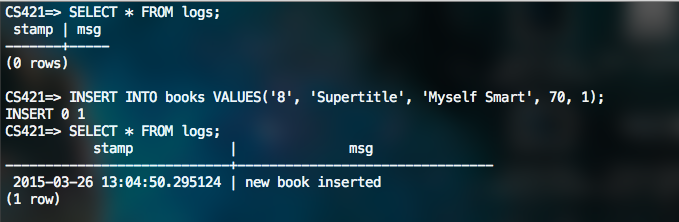 CS421=> SELECT * FROM logs;
 stamp | msg
-------+-----
(0 rows)

CS421=> INSERT INTO books VALUES('8', 'Supertitle', 'Myself Smart', 70, 1);
INSERT 0 1
CS421=> SELECT * FROM logs;
           stamp            |               msg
----------------------------+--------------------------------
 2015-03-26 13:04:50.295124 | new book inserted
(1 row)